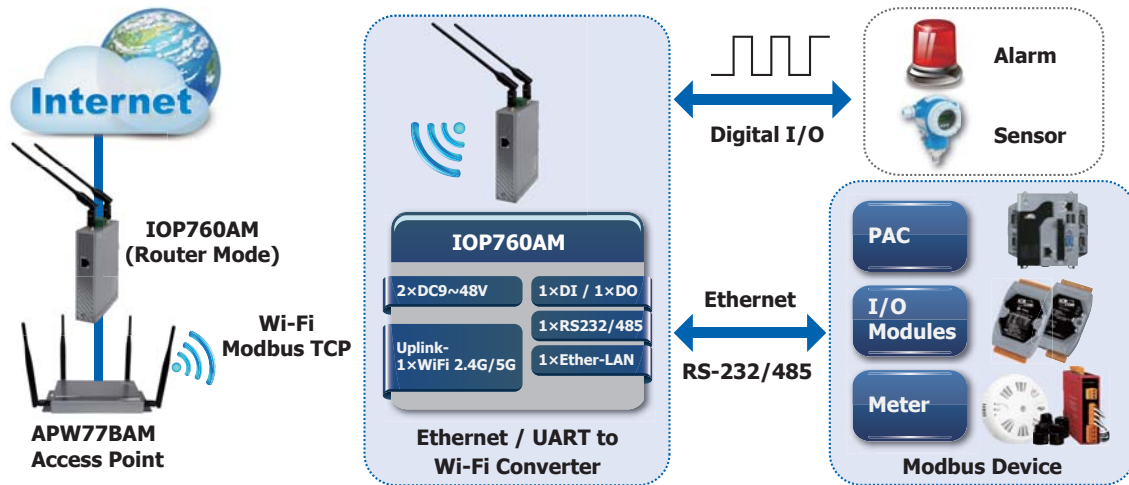 Internet
IOP760AM
(Router Mode)
Wi-Fi
Modbus TCP
APW77BAM
Access Point
IOP760AM
2×DC9~48V
Uplink-
1×WiFi 2.4G/5G
1×DI / 1×DO
1×RS232/485
1×Ether-LAN
Ethernet / UART to
Wi-Fi Converter
Digital I/O
Alarm
Sensor
Ethernet
RS-232/485
PAC
I/O
Modules
Meter
Modbus Device